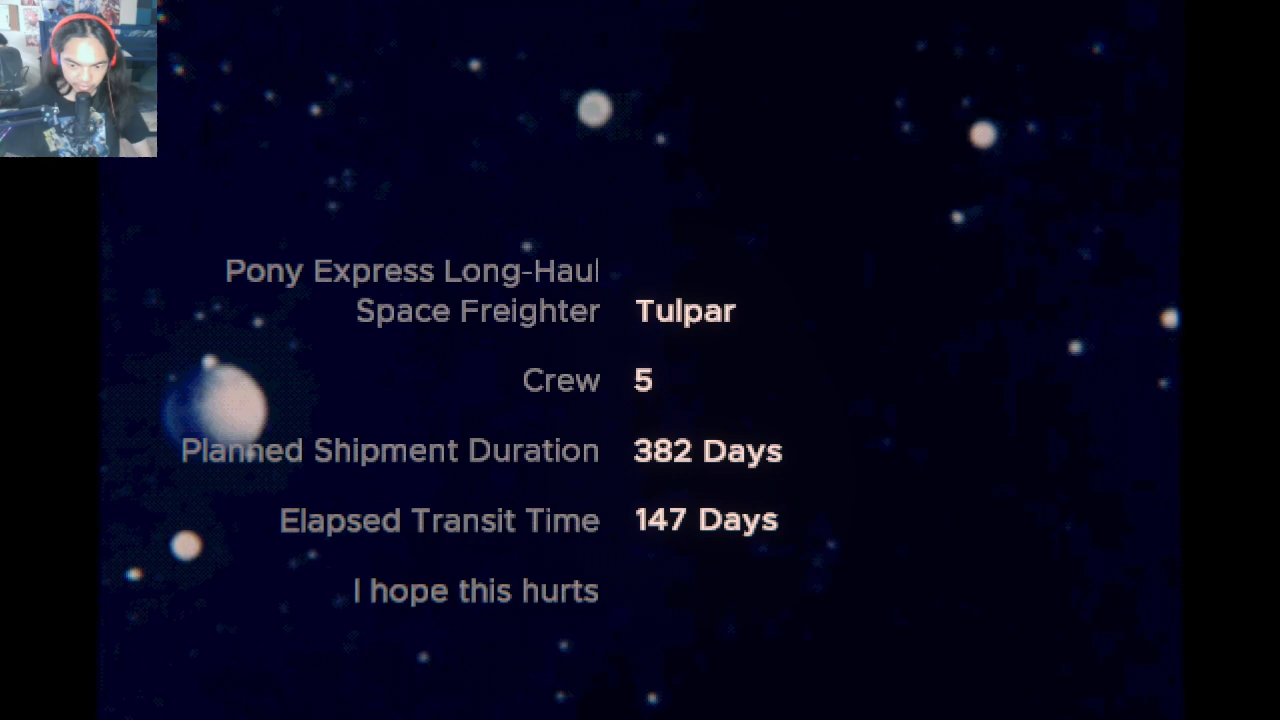 Pony Express Long-Haul
Space Freighter Tulpar
Crew 5
Planned Shipment Duration 382 Days
Elapsed Transit Time 147 Days
I hope this hurts